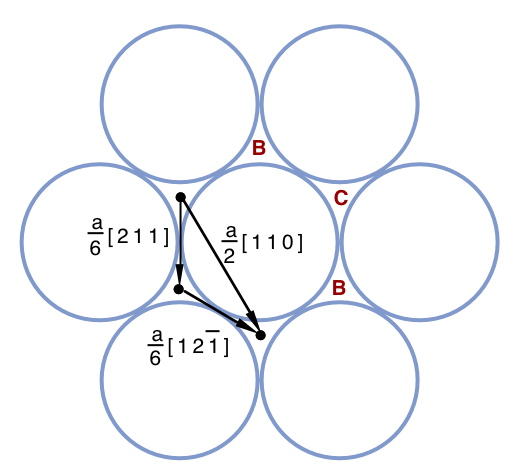 B
C
a/6 [ 2 1 1 ]
a/2 [ 1 1 0 ]
B
a/6 [ 1 2 1̅ ]